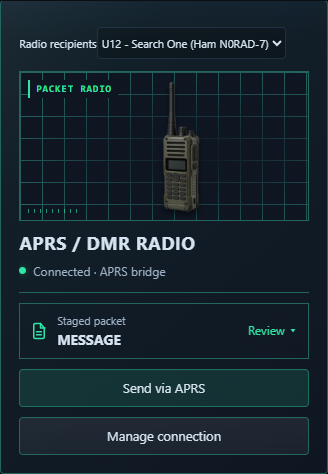 Radio recipients U12 - Search One (Ham N0RAD-7)
PACKET RADIO
APRS / DMR RADIO
Connected · APRS bridge
Staged packet
MESSAGE
Review
Send via APRS
Manage connection